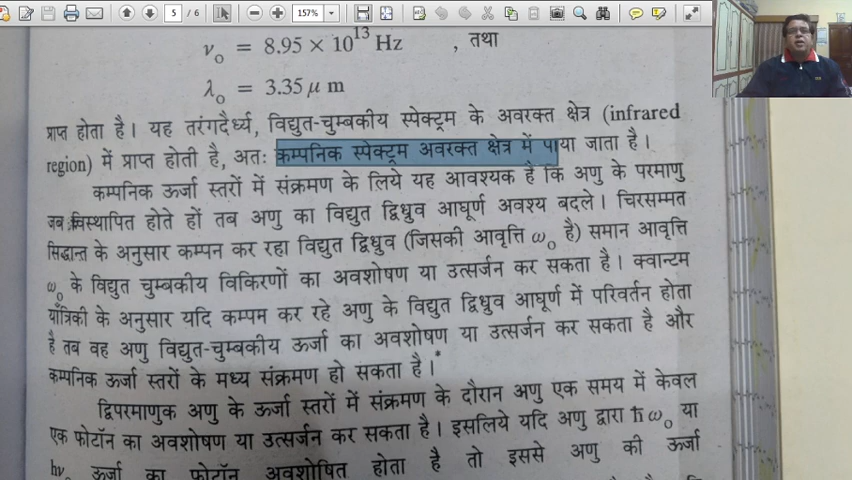 5 / 6
157%
ν₀ = 8.95 × 10¹³ Hz , तथा
λ₀ = 3.35 μ m
प्राप्त होता है। यह तरंगदैर्ध्य, विद्युत-चुम्बकीय स्पेक्ट्रम के अवरक्त क्षेत्र (infrared
region) में प्राप्त होती है, अतः कम्पनिक स्पेक्ट्रम अवरक्त क्षेत्र में पाया जाता है।
कम्पनिक ऊर्जा स्तरों में संक्रमण के लिये यह आवश्यक है कि अणु के परमाणु
जब विस्थापित होते हों तब अणु का विद्युत द्विध्रुव आघूर्ण अवश्य बदले। चिरसम्मत
सिद्धान्त के अनुसार कम्पन कर रहा विद्युत द्विध्रुव (जिसकी आवृत्ति ω₀ है) समान आवृत्ति
ω₀ के विद्युत चुम्बकीय विकिरणों का अवशोषण या उत्सर्जन कर सकता है। क्वान्टम
याँत्रिकी के अनुसार यदि कम्पम कर रहे अणु के विद्युत द्विध्रुव आघूर्ण में परिवर्तन होता
है तब वह अणु विद्युत-चुम्बकीय ऊर्जा का अवशोषण या उत्सर्जन कर सकता है और
कम्पनिक ऊर्जा स्तरों के मध्य संक्रमण हो सकता है।
द्विपरमाणुक अणु के ऊर्जा स्तरों में संक्रमण के दौरान अणु एक समय में केवल
एक फोटॉन का अवशोषण या उत्सर्जन कर सकता है। इसलिये यदि अणु द्वारा ħω₀ या
hν₀ ऊर्जा का फोटॉन अवशोषित होता है तो इससे अणु की ऊर्जा